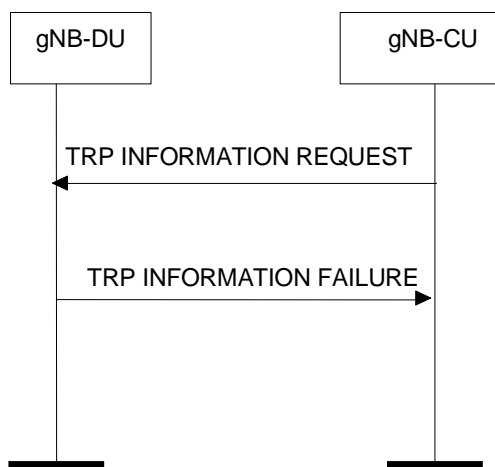 gNB-DU
gNB-CU
TRP INFORMATION REQUEST
TRP INFORMATION FAILURE